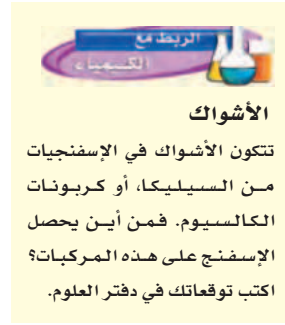 الربط مع
الكيمياء
الأشواك
تتكون الأشواك في الإسفنجيات
من السيليكا، أو كربونات
الكالسيوم. فمن أين يحصل
الإسفنج على هذه المركبات؟
اكتب توقعاتك في دفتر العلوم.